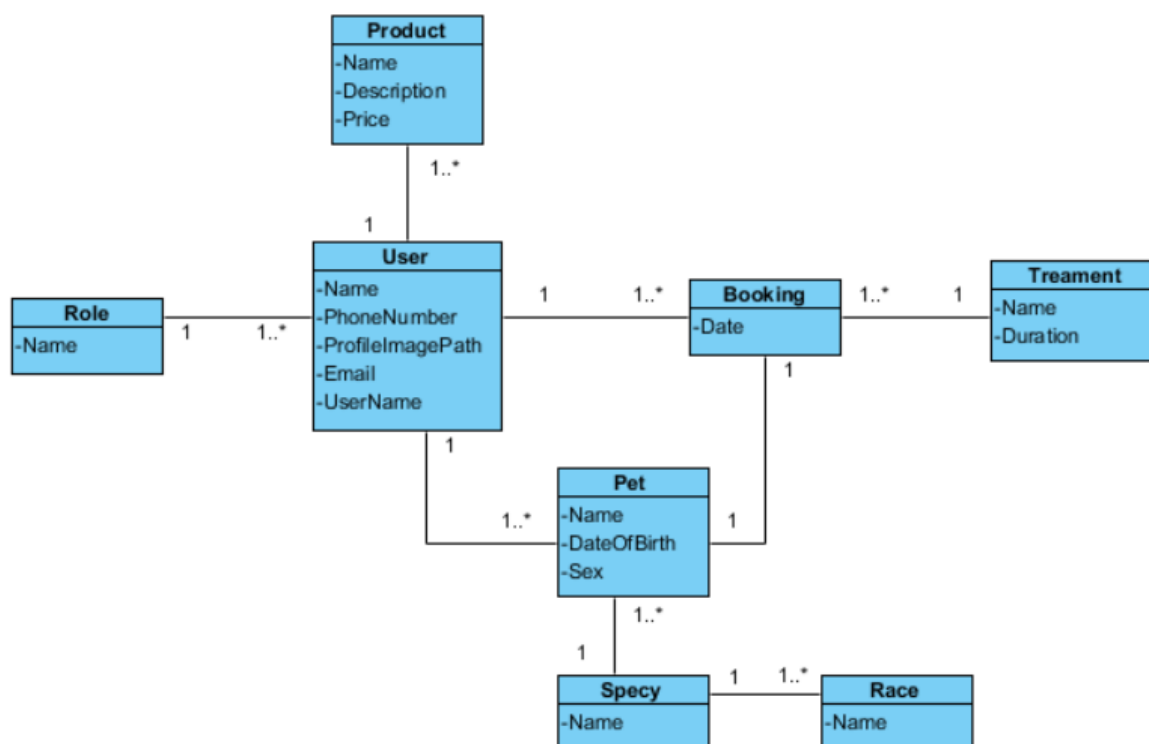 Product
-Name
-Description
-Price
1..*
1
User
-Name
-PhoneNumber
-ProfileImagePath
-Email
-UserName
Role
-Name
1
1..*
1
1..*
Booking
-Date
1..*
1
Treament
-Name
-Duration
1
1
1..*
Pet
-Name
-DateOfBirth
-Sex
1
1..*
1
Specy
-Name
1
1..*
Race
-Name